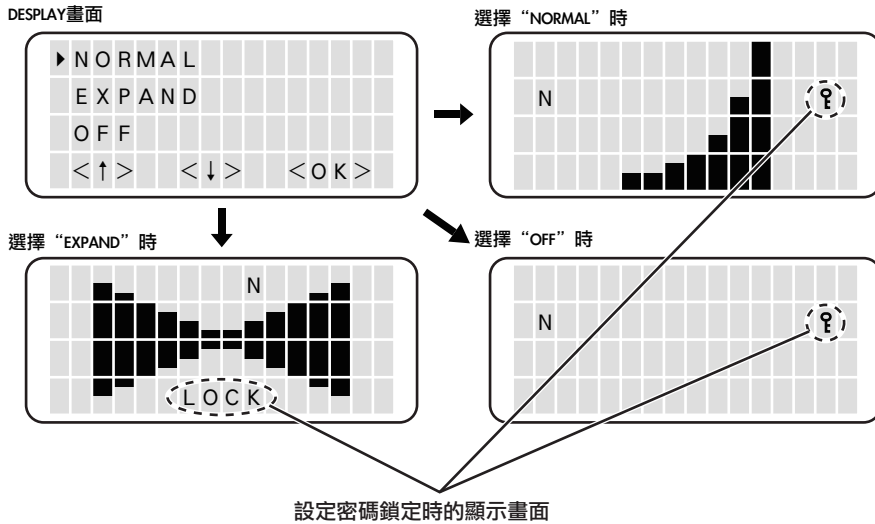 DESPLAY畫面
▶NORMAL
EXPAND
OFF
<↑> <↓> <OK>
選擇“NORMAL”時
N
選擇“EXPAND”時
N
LOCK
選擇“OFF”時
N
設定密碼鎖定時的顯示畫面